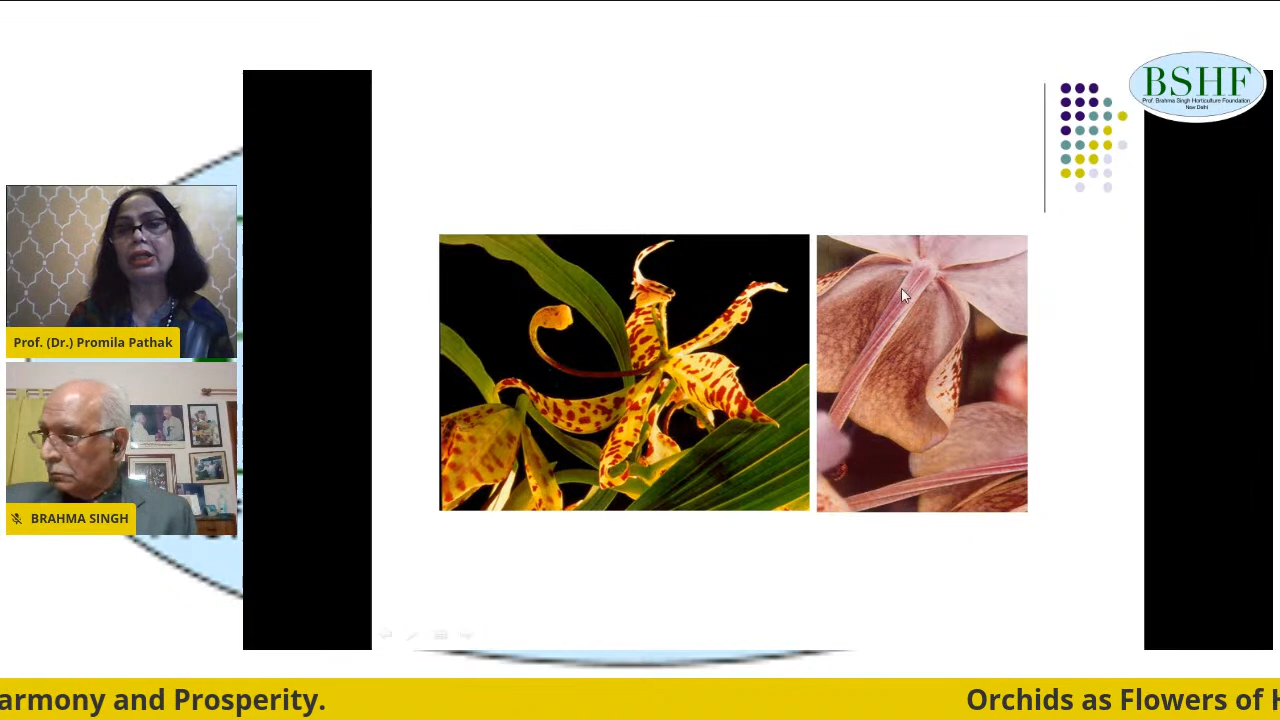 BSHF
Prof. Brahma Singh Horticulture Foundation
New Delhi
Prof. (Dr.) Promila Pathak
BRAHMA SINGH
armony and Prosperity.
Orchids as Flowers of H